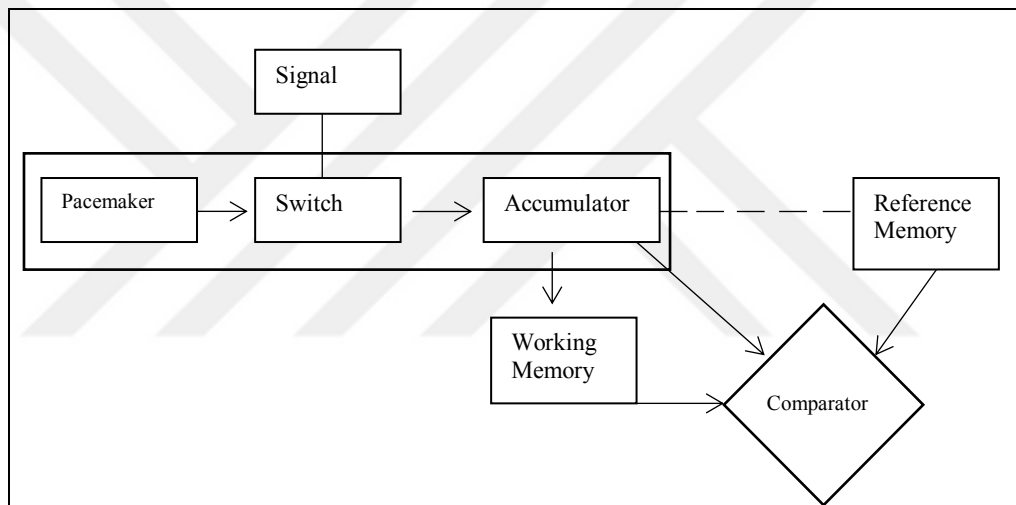 Signal
Pacemaker
Switch
Accumulator
Reference
Memory
Working
Memory
Comparator